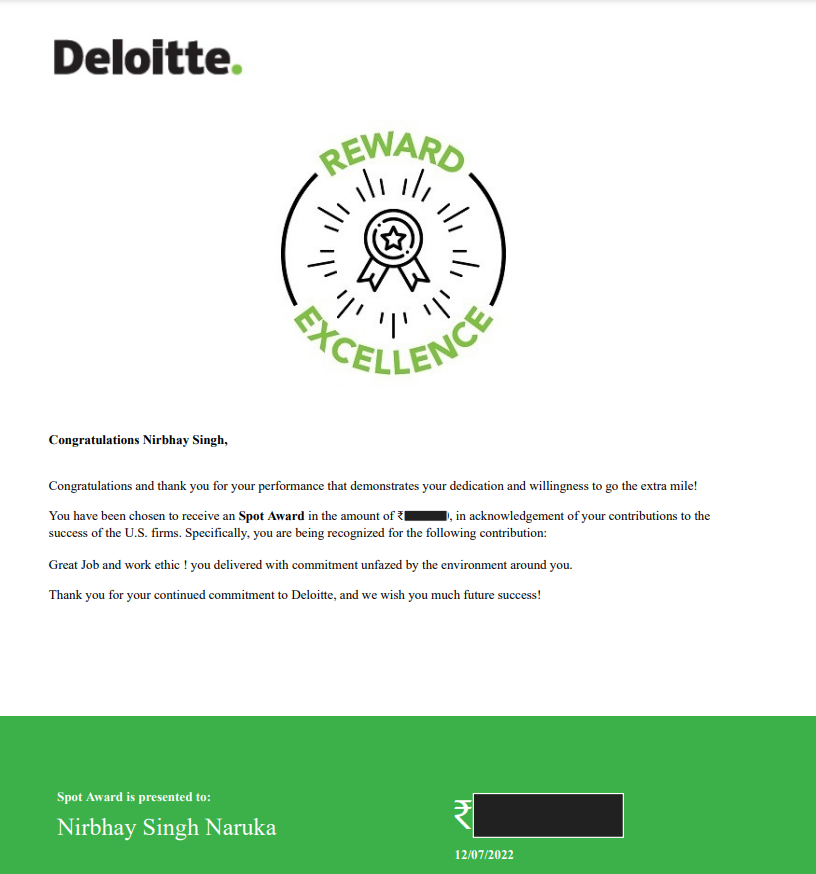 Deloitte.
REWARD
EXCELLENCE
Congratulations Nirbhay Singh,
Congratulations and thank you for your performance that demonstrates your dedication and willingness to go the extra mile!
You have been chosen to receive an Spot Award in the amount of ₹, in acknowledgement of your contributions to the
success of the U.S. firms. Specifically, you are being recognized for the following contribution:
Great Job and work ethic ! you delivered with commitment unfazed by the environment around you.
Thank you for your continued commitment to Deloitte, and we wish you much future success!
Spot Award is presented to:
Nirbhay Singh Naruka
₹
12/07/2022